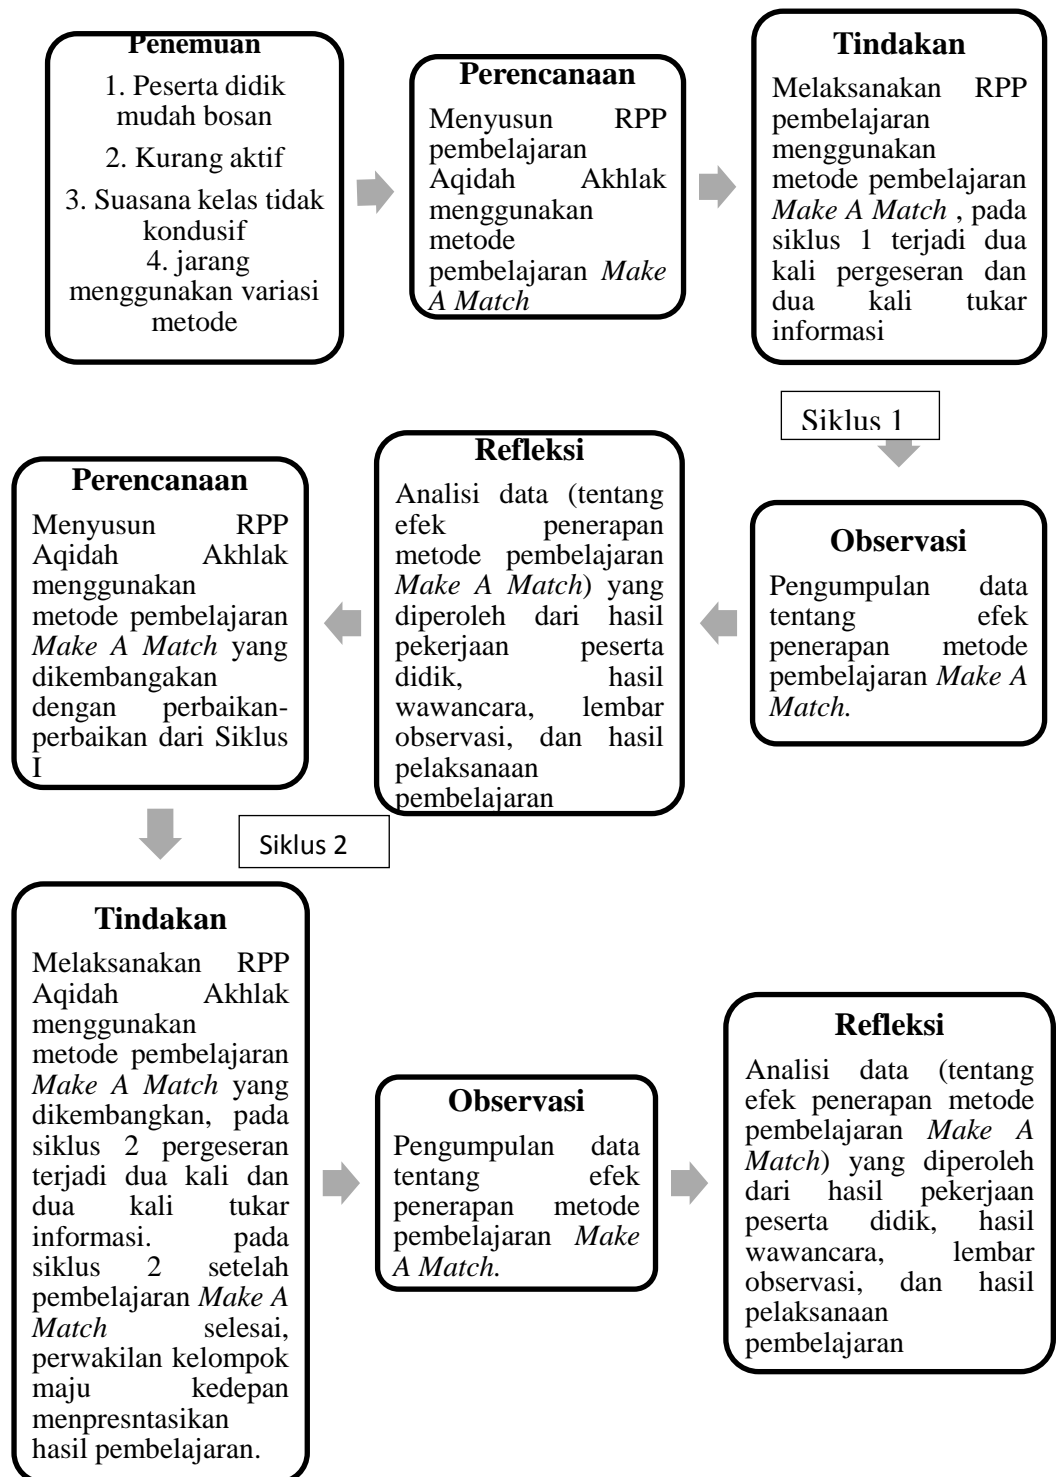 Penemuan
1. Peserta didik
mudah bosan
2. Kurang aktif
3. Suasana kelas tidak
kondusif
4. jarang
menggunakan variasi
metode
Perencanaan
Menyusun RPP
pembelajaran
Aqidah Akhlak
menggunakan
metode
pembelajaran Make
A Match
Tindakan
Melaksanakan RPP
pembelajaran
menggunakan
metode pembelajaran
Make A Match , pada
siklus 1 terjadi dua
kali pergeseran dan
dua kali tukar
informasi
Siklus 1
Observasi
Pengumpulan data
tentang efek
penerapan metode
pembelajaran Make A
Match.
Refleksi
Analisi data (tentang
efek penerapan
metode pembelajaran
Make A Match) yang
diperoleh dari hasil
pekerjaan peserta
didik, hasil
wawancara, lembar
observasi, dan hasil
pelaksanaan
pembelajaran
Perencanaan
Menyusun RPP
Aqidah Akhlak
menggunakan
metode pembelajaran
Make A Match yang
dikembangakan
dengan perbaikan-
perbaikan dari Siklus
I
Siklus 2
Tindakan
Melaksanakan RPP
Aqidah Akhlak
menggunakan
metode pembelajaran
Make A Match yang
dikembangkan, pada
siklus 2 pergeseran
terjadi dua kali dan
dua kali tukar
informasi. pada
siklus 2 setelah
pembelajaran Make A
Match selesai,
perwakilan kelompok
maju kedepan
menpresntasikan
hasil pembelajaran.
Observasi
Pengumpulan data
tentang efek
penerapan metode
pembelajaran Make
A Match.
Refleksi
Analisi data (tentang
efek penerapan metode
pembelajaran Make A
Match) yang diperoleh
dari hasil pekerjaan
peserta didik, hasil
wawancara, lembar
observasi, dan hasil
pelaksanaan
pembelajaran